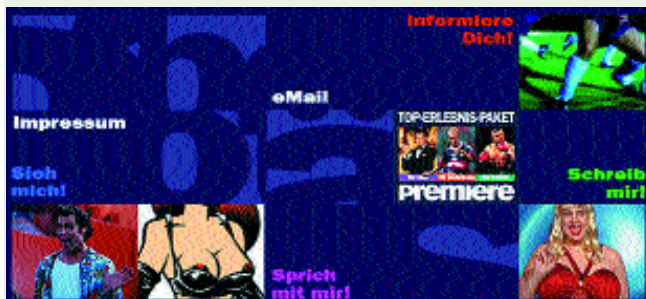 Informiere
Dich!
eMail
Impressum
TOP-ERLEBNIS-PAKET
PREMIERE
Sieh
mich!
Schreib
mir!
Sprich
mit mir!